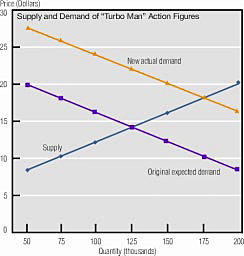 Price (Dollars)
Supply and Demand of "Turbo Man" Action Figures
30
25
20
15
10
5
0
New actual demand
Supply
Original expected demand
50 75 100 125 150 175 200
Quantity (thousands)